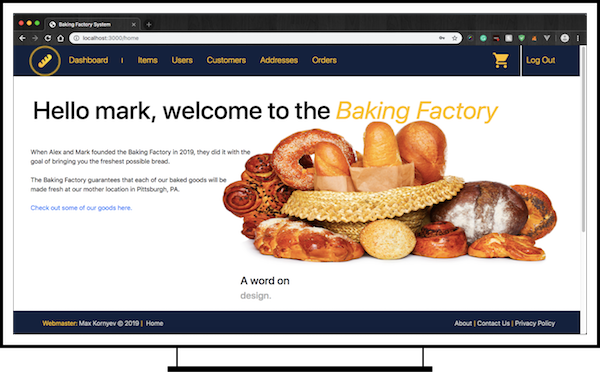 Baking Factory System
localhost:3000/home
Dashboard | Items Users Customers Addresses Orders Log Out
Hello mark, welcome to the Baking Factory
When Alex and Mark founded the Baking Factory in 2019, they did it with the
goal of bringing you the freshest possible bread.
The Baking Factory guarantees that each of our baked goods will be
made fresh at our mother location in Pittsburgh, PA.
Check out some of our goods here.
A word on
design.
Webmaster: Max Kornyev © 2019 | Home About | Contact Us | Privacy Policy